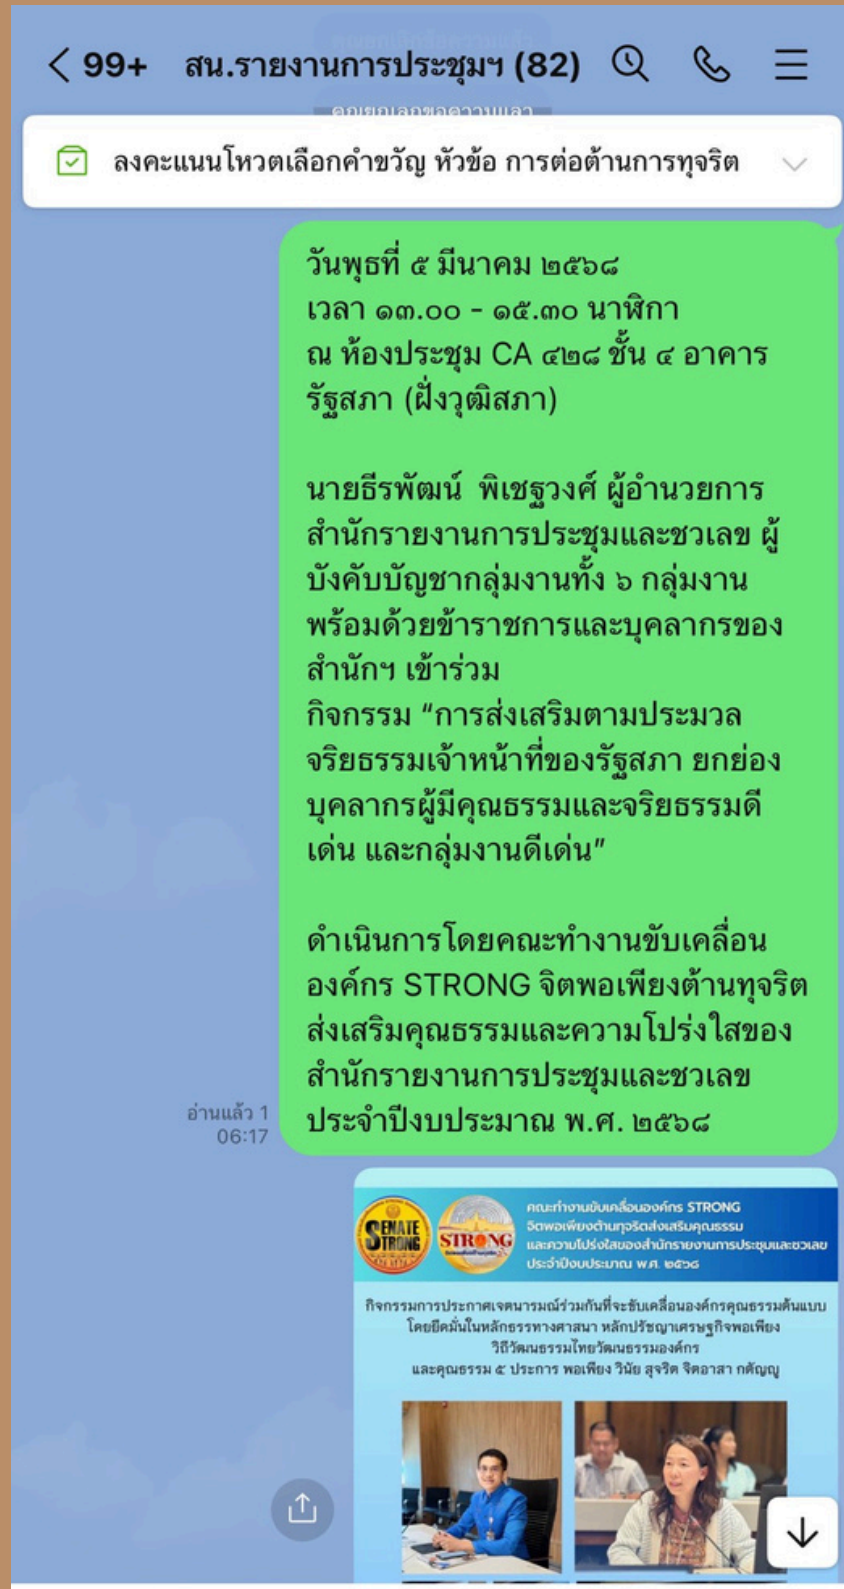 99+ สน.รายงานการประชุมฯ (82)
คุณยกเลิกข้อความแล้ว
ลงคะแนนโหวตเลือกคำขวัญ หัวข้อ การต่อต้านการทุจริต
วันพุธที่ ๕ มีนาคม ๒๕๖๘
เวลา ๑๓.๐๐ - ๑๕.๓๐ นาฬิกา
ณ ห้องประชุม CA ๔๒๘ ชั้น ๔ อาคาร
รัฐสภา (ฝั่งวุฒิสภา)
นายธีรพัฒน์ พิเชฐวงศ์ ผู้อำนวยการ
สำนักรายงานการประชุมและชวเลข ผู้
บังคับบัญชากลุ่มงานทั้ง ๖ กลุ่มงาน
พร้อมด้วยข้าราชการและบุคลากรของ
สำนักฯ เข้าร่วม
กิจกรรม “การส่งเสริมตามประมวล
จริยธรรมเจ้าหน้าที่ของรัฐสภา ยกย่อง
บุคลากรผู้มีคุณธรรมและจริยธรรมดี
เด่น และกลุ่มงานดีเด่น”
ดำเนินการโดยคณะทำงานขับเคลื่อน
องค์กร STRONG จิตพอเพียงต้านทุจริต
ส่งเสริมคุณธรรมและความโปร่งใสของ
สำนักรายงานการประชุมและชวเลข
ประจำปีงบประมาณ พ.ศ. ๒๕๖๘
อ่านแล้ว 1
06:17
SENATE
STRONG
STRONG
คณะทำงานขับเคลื่อนองค์กร STRONG
จิตพอเพียงต้านทุจริตส่งเสริมคุณธรรม
และความโปร่งใสของสำนักรายงานการประชุมและชวเลข
ประจำปีงบประมาณ พ.ศ. ๒๕๖๘
กิจกรรมการประกาศเจตนารมณ์ร่วมกันที่จะขับเคลื่อนองค์กรคุณธรรมต้นแบบ
โดยยึดมั่นในหลักธรรมทางศาสนา หลักปรัชญาเศรษฐกิจพอเพียง
วิถีวัฒนธรรมไทยวัฒนธรรมองค์กร
และคุณธรรม ๕ ประการ พอเพียง วินัย สุจริต จิตอาสา กตัญญู